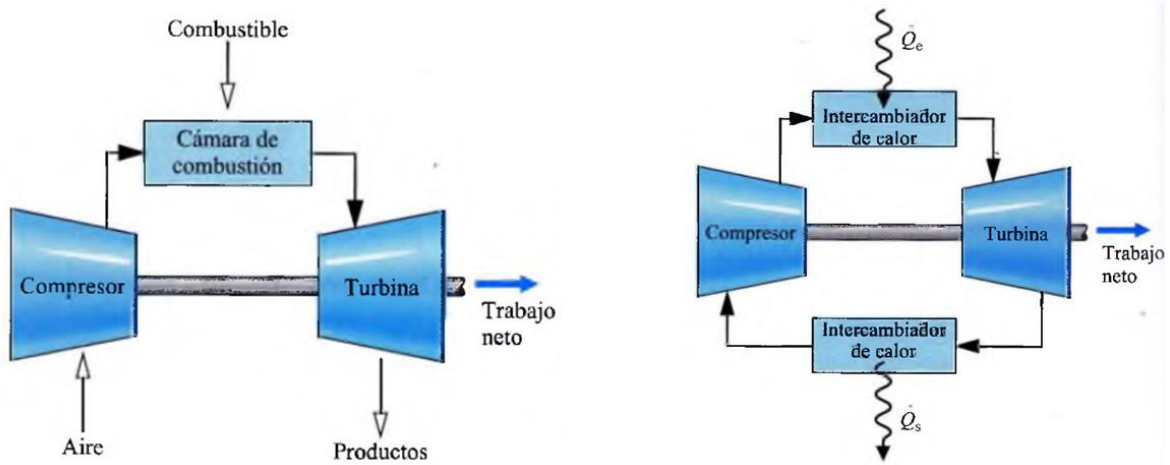 Combustible
Cámara de
combustión
Compresor
Turbina
Trabajo
neto
Aire
Productos
Q̇e
Intercambiador
de calor
Compresor
Turbina
Trabajo
neto
Intercambiador
de calor
Q̇s